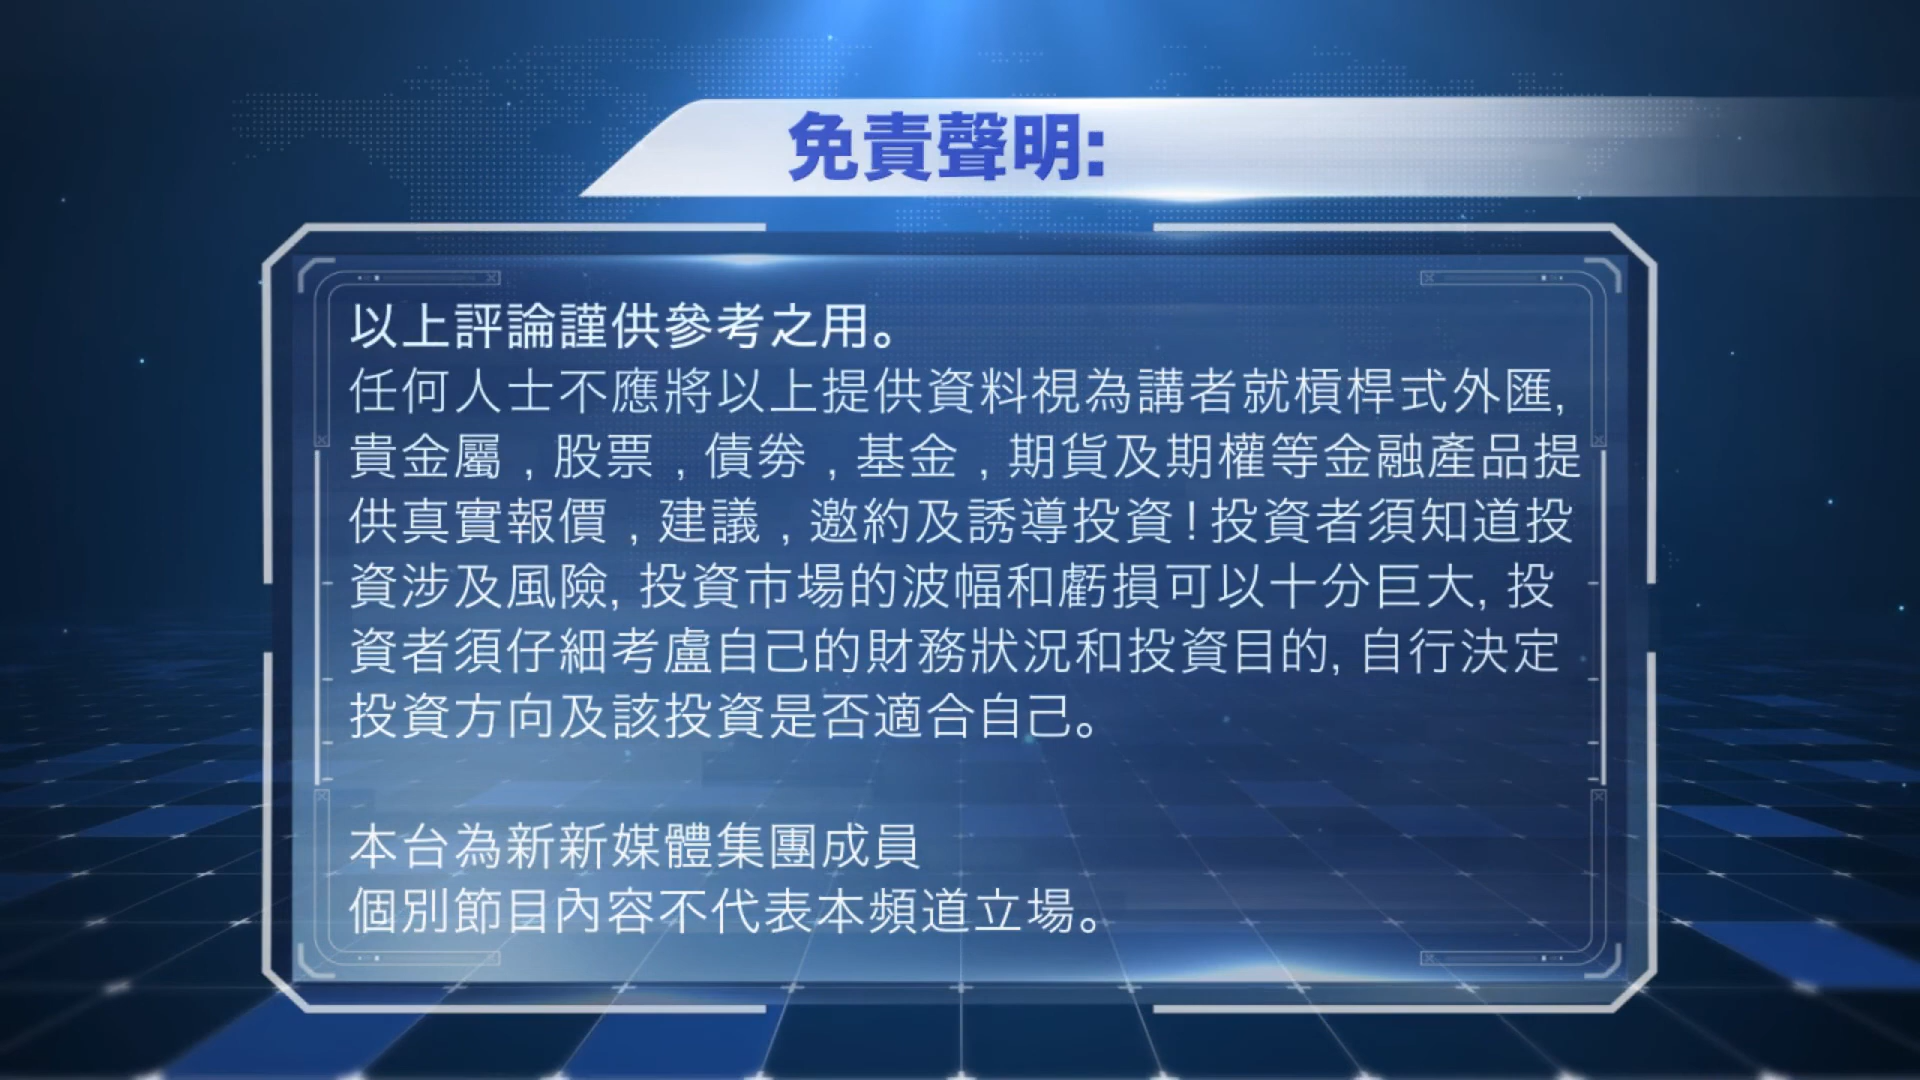 免責聲明:
以上評論謹供參考之用。
任何人士不應將以上提供資料視為講者就槓桿式外匯,
貴金屬,股票,債券,基金,期貨及期權等金融產品提
供真實報價,建議,邀約及誘導投資!投資者須知道投
資涉及風險,投資市場的波幅和虧損可以十分巨大,投
資者須仔細考盧自己的財務狀況和投資目的,自行決定
投資方向及該投資是否適合自己。
本台為新新媒體集團成員
個別節目內容不代表本頻道立場。